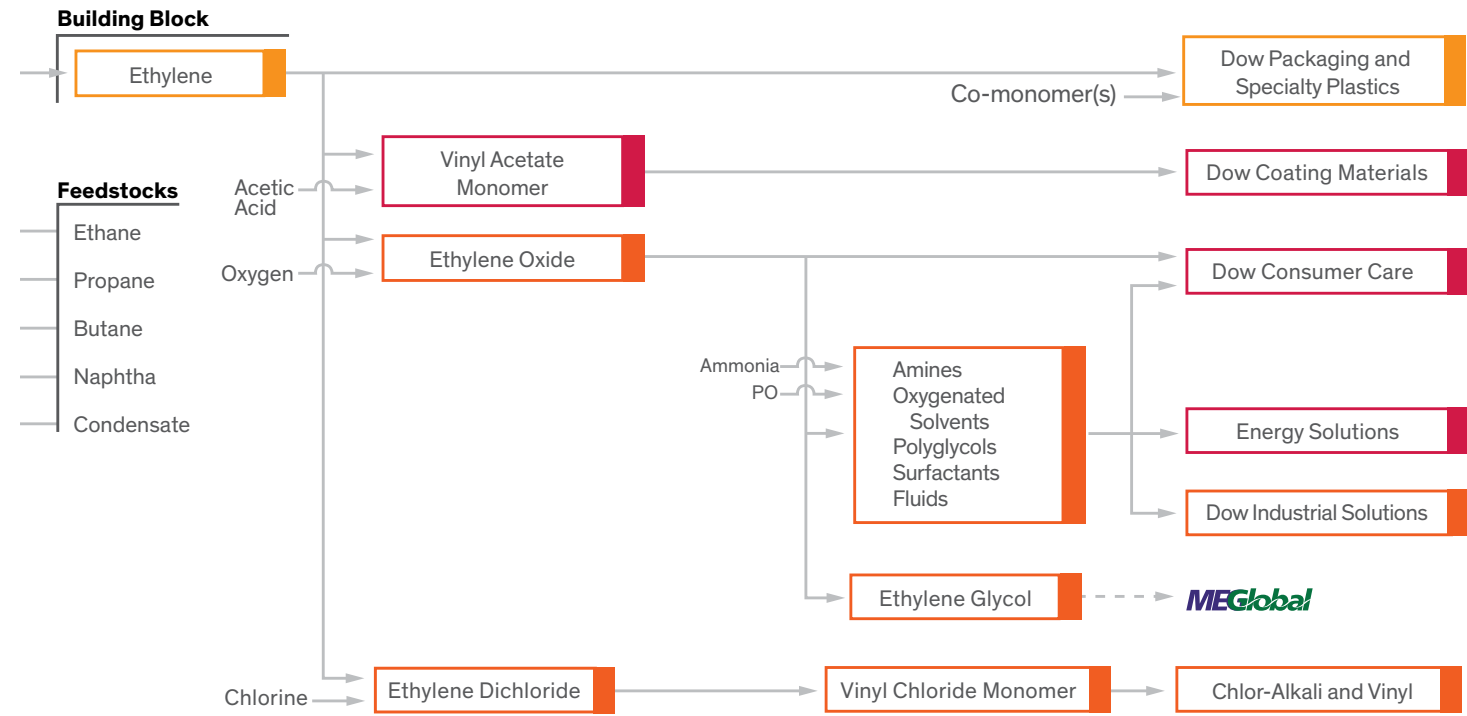 Building Block
Ethylene
Dow Packaging and
Specialty Plastics
Co-monomer(s)
Vinyl Acetate
Monomer
Dow Coating Materials
Feedstocks
Acetic
Acid
Ethane
Propane
Butane
Naphtha
Condensate
Oxygen
Ethylene Oxide
Dow Consumer Care
Ammonia
PO
Amines
Oxygenated
Solvents
Polyglycols
Surfactants
Fluids
Energy Solutions
Dow Industrial Solutions
Ethylene Glycol
MEGlobal
Chlorine
Ethylene Dichloride
Vinyl Chloride Monomer
Chlor-Alkali and Vinyl